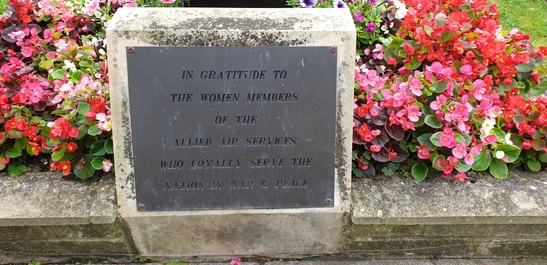 IN GRATITUDE TO
THE WOMEN MEMBERS
OF THE
ALLIED AIR SERVICES
WHO LOYALLY SERVE THE
NATION IN WAR & PEACE